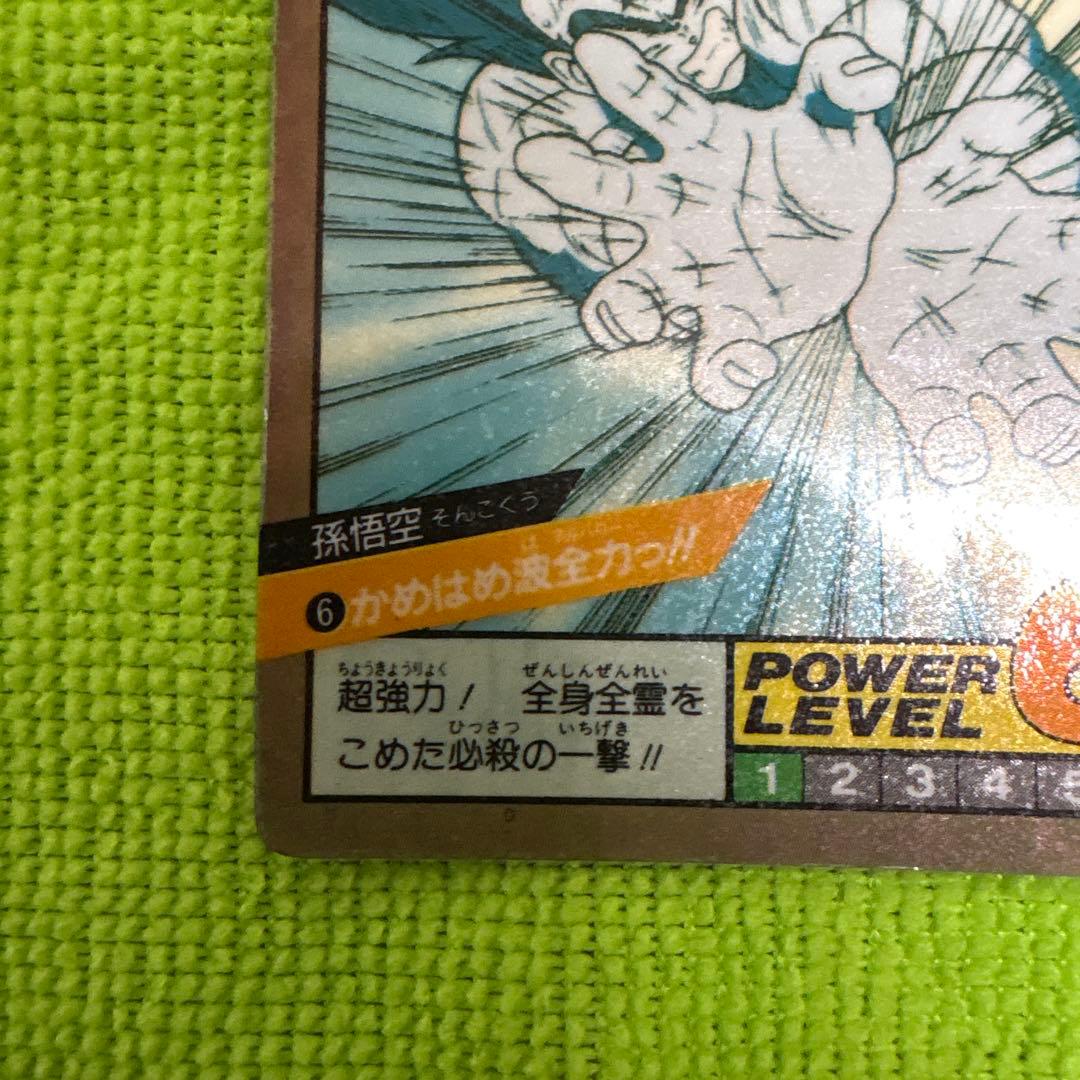 孫悟空 そんごくう
6 かめはめ波全力っ!!
ちょうきょうりょく ぜんしんぜんれい
超強力! 全身全霊を
ひっさつ いちげき
こめた必殺の一撃!!
POWER
LEVEL
1 2 3 4 5